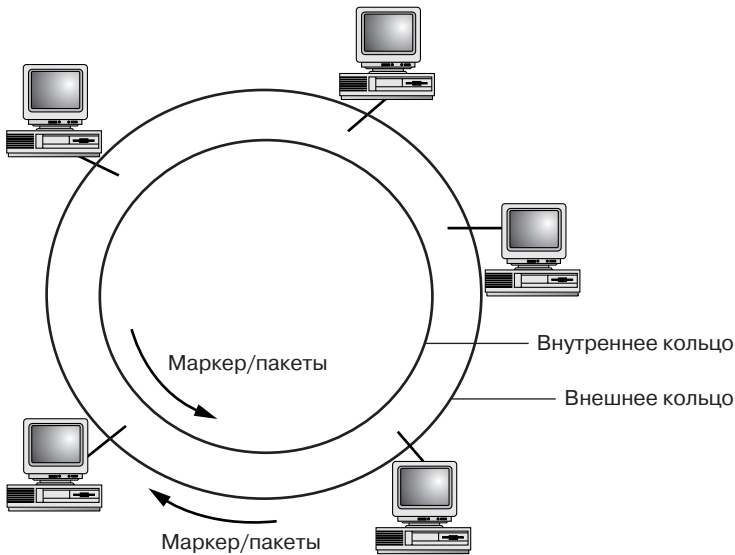 Маркер/пакеты
Внутреннее кольцо
Внешнее кольцо
Маркер/пакеты